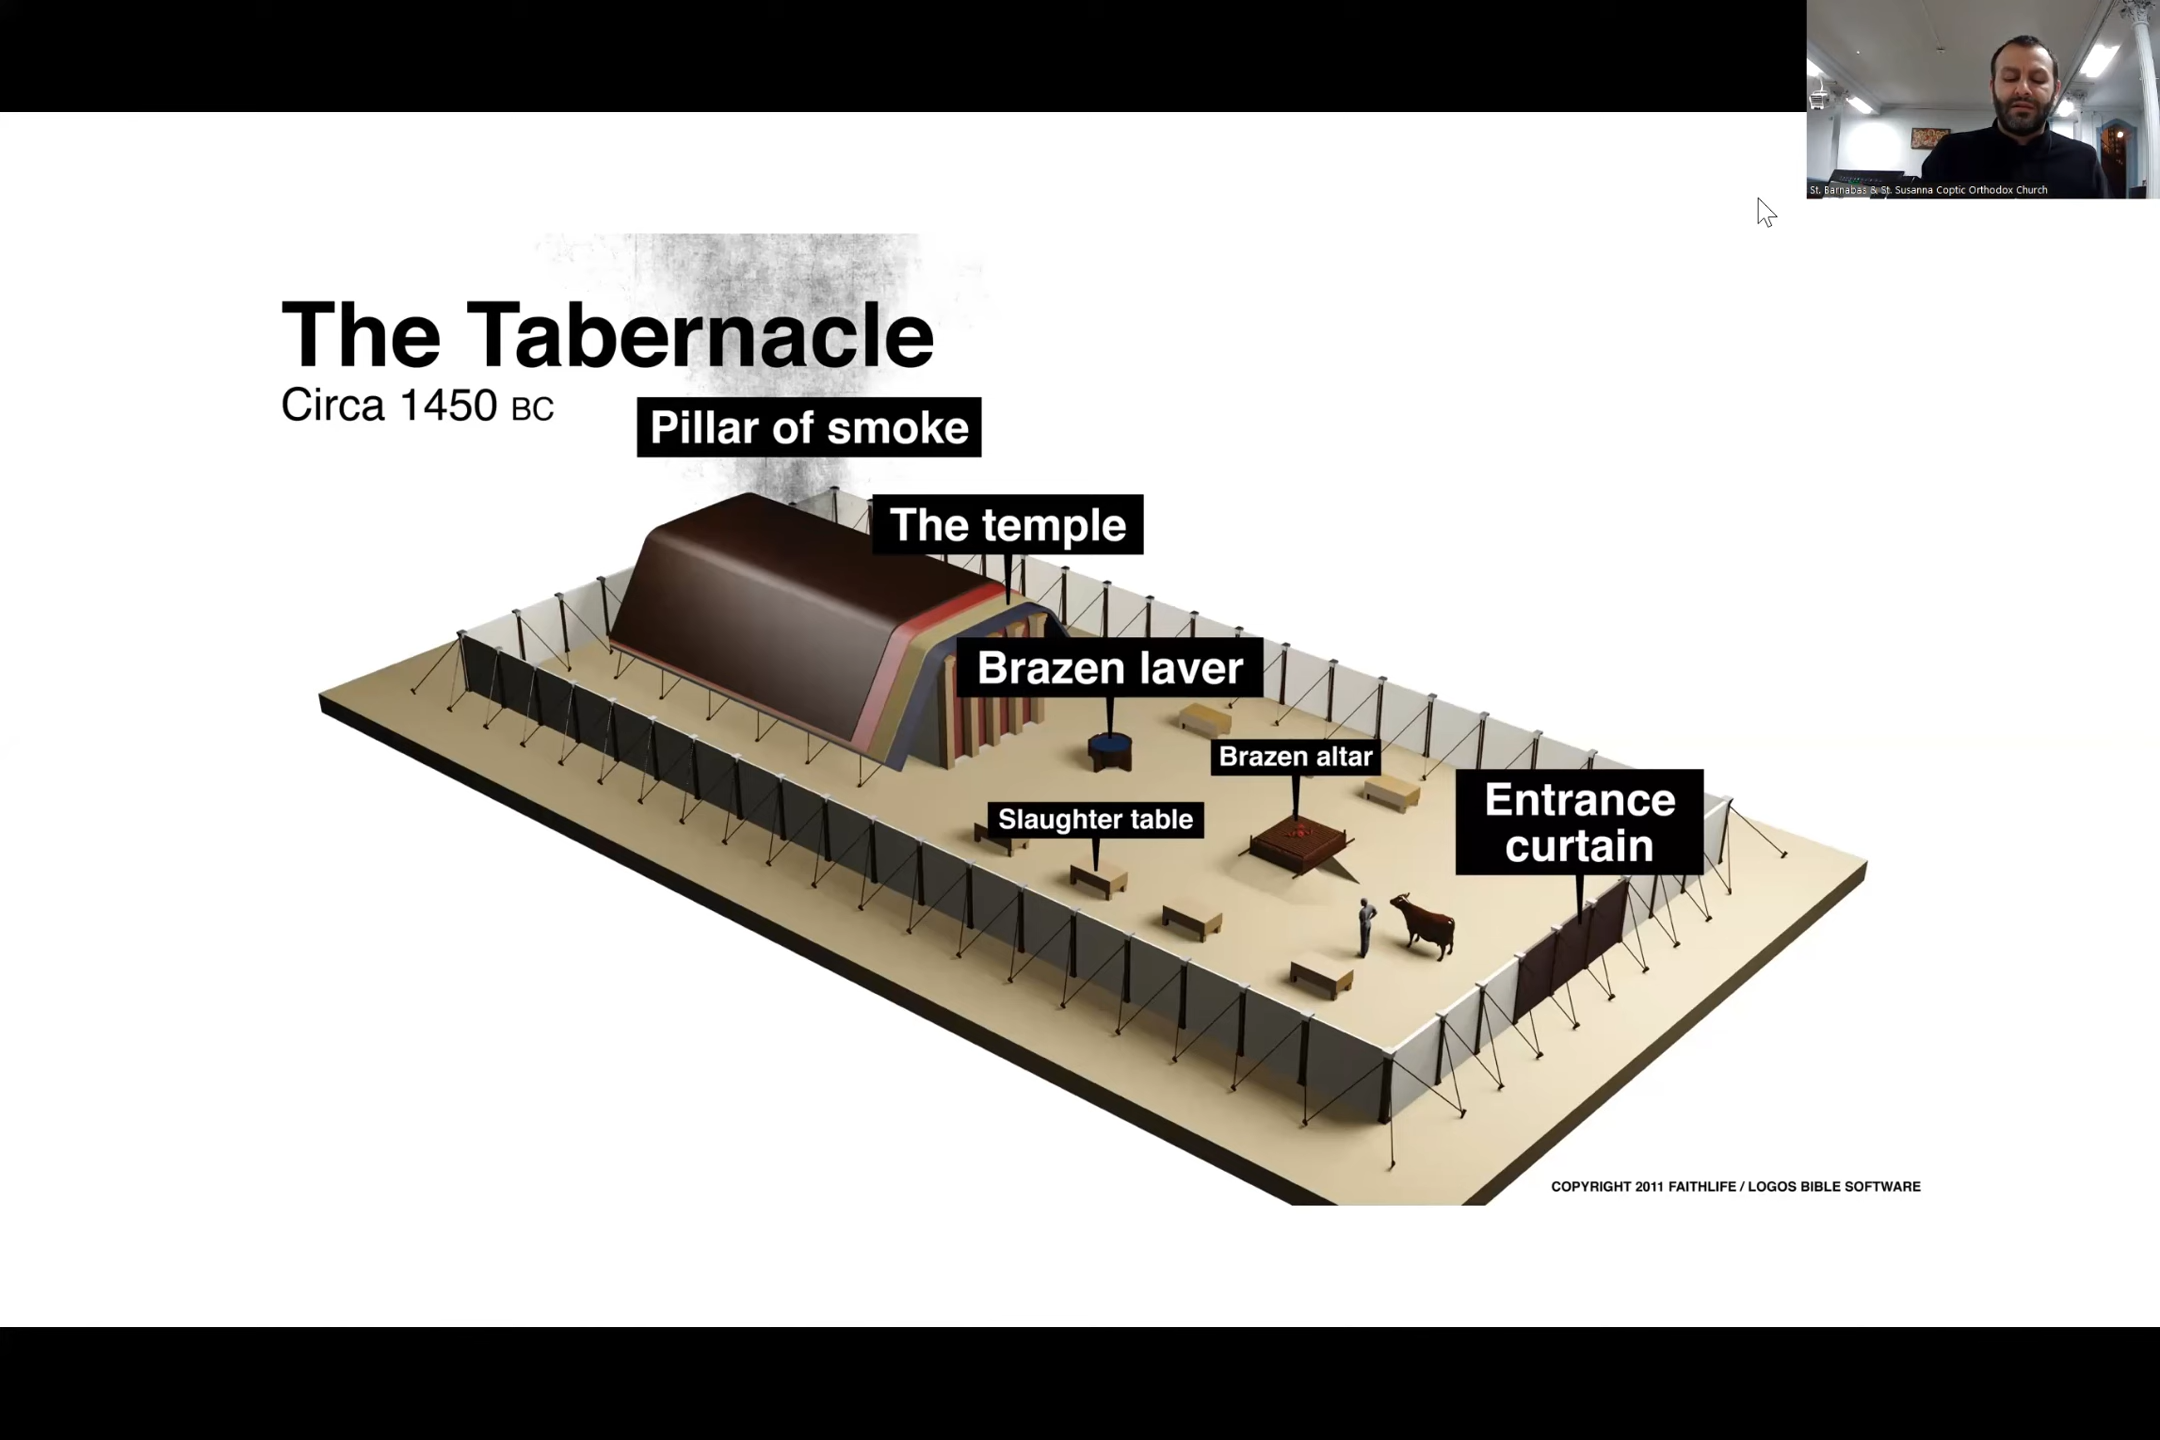 St. Barnabas & St. Susanna Coptic Orthodox Church
The Tabernacle
Circa 1450 BC
Pillar of smoke
The temple
Brazen laver
Brazen altar
Slaughter table
Entrance
curtain
COPYRIGHT 2011 FAITHLIFE / LOGOS BIBLE SOFTWARE